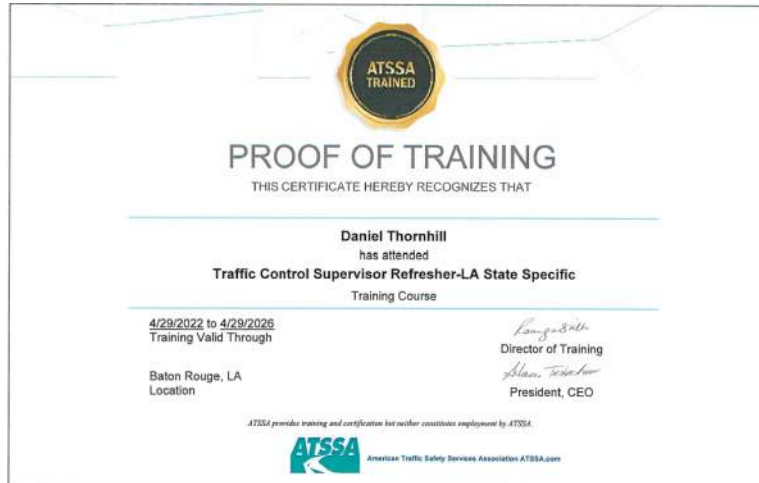 ATSSA
TRAINED
PROOF OF TRAINING
THIS CERTIFICATE HEREBY RECOGNIZES THAT
Daniel Thornhill
has attended
Traffic Control Supervisor Refresher-LA State Specific
Training Course
4/29/2022 to 4/29/2026
Training Valid Through
Director of Training
Baton Rouge, LA
Location
President, CEO
ATSSA provides training and certification but neither constitutes employment by ATSSA.
ATSSA
American Traffic Safety Services Association ATSSA.com